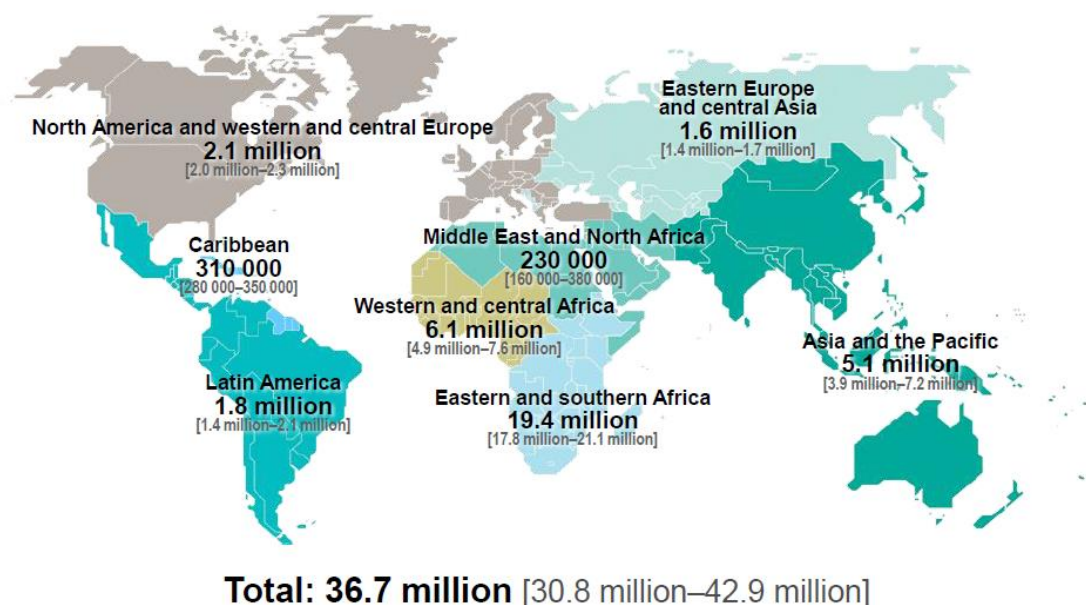 Eastern Europe
and central Asia
1.6 million
[1.4 million–1.7 million]
North America and western and central Europe
2.1 million
[2.0 million–2.3 million]
Middle East and North Africa
230 000
[160 000–380 000]
Caribbean
310 000
[280 000–350 000]
Western and central Africa
6.1 million
[4.9 million–7.6 million]
Asia and the Pacific
5.1 million
[3.9 million–7.2 million]
Latin America
1.8 million
[1.4 million–2.1 million]
Eastern and southern Africa
19.4 million
[17.8 million–21.1 million]
Total: 36.7 million [30.8 million–42.9 million]